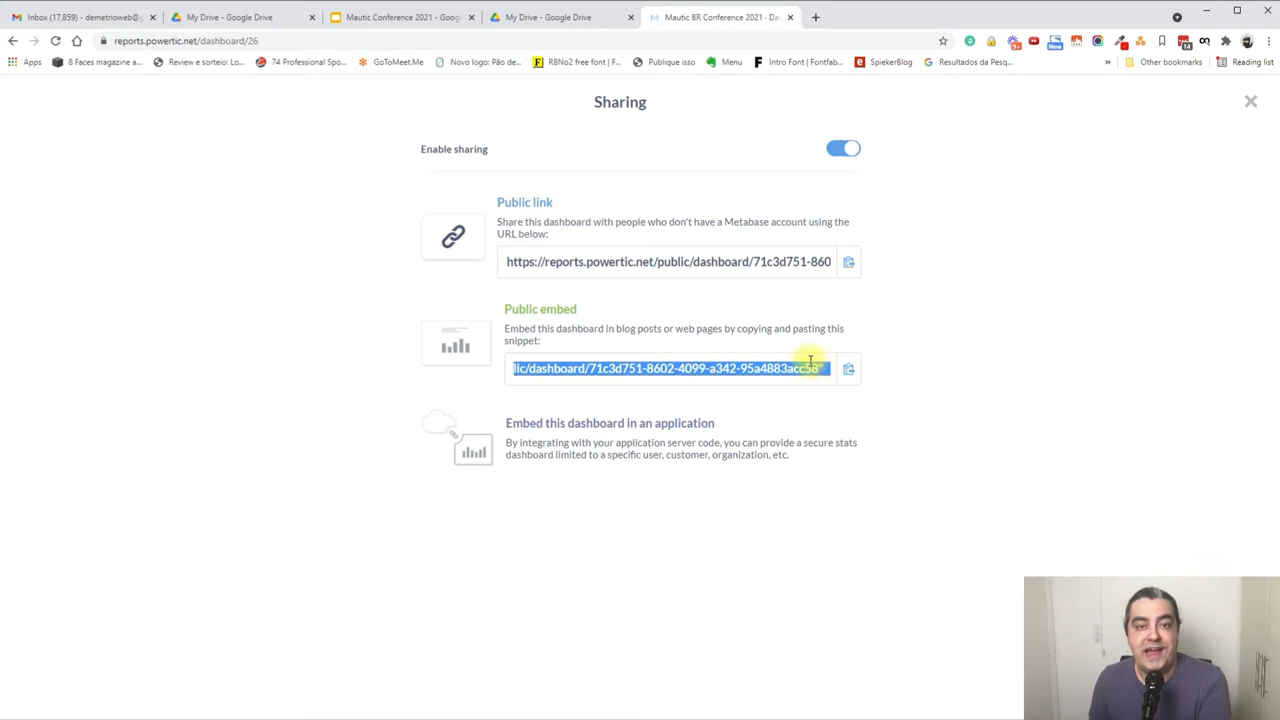 Inbox (17,859) - demetrioweb@g
My Drive - Google Drive
Mautic Conference 2021 - Googl
My Drive - Google Drive
Mautic BR Conference 2021 · Das
reports.powertic.net/dashboard/26
Apps
8 Faces magazine a...
Review e sorteio: Lo...
74 Professional Spo...
GoToMeet.Me
Novo logo: Pão de...
RBNo2 free font | F...
Publique isso
Menu
Intro Font | Fontfab...
SpiekerBlog
Resultados da Pesq...
»
Other bookmarks
Reading list
Sharing
Enable sharing
Public link
Share this dashboard with people who don't have a Metabase account using the
URL below:
https://reports.powertic.net/public/dashboard/71c3d751-860
Public embed
Embed this dashboard in blog posts or web pages by copying and pasting this
snippet:
lic/dashboard/71c3d751-8602-4099-a342-95a4883acc58"
Embed this dashboard in an application
By integrating with your application server code, you can provide a secure stats
dashboard limited to a specific user, customer, organization, etc.